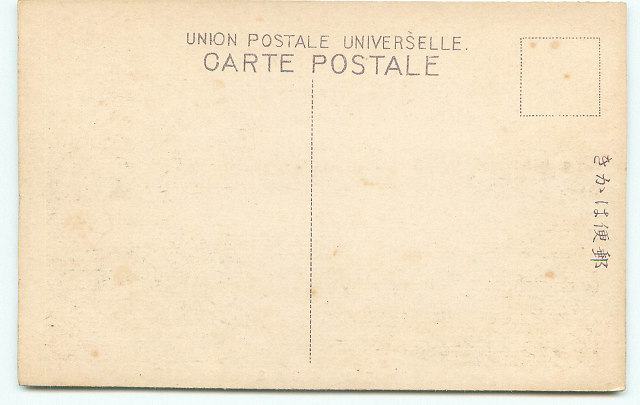 UNION POSTALE UNIVERSELLE.
CARTE POSTALE
きかは便郵